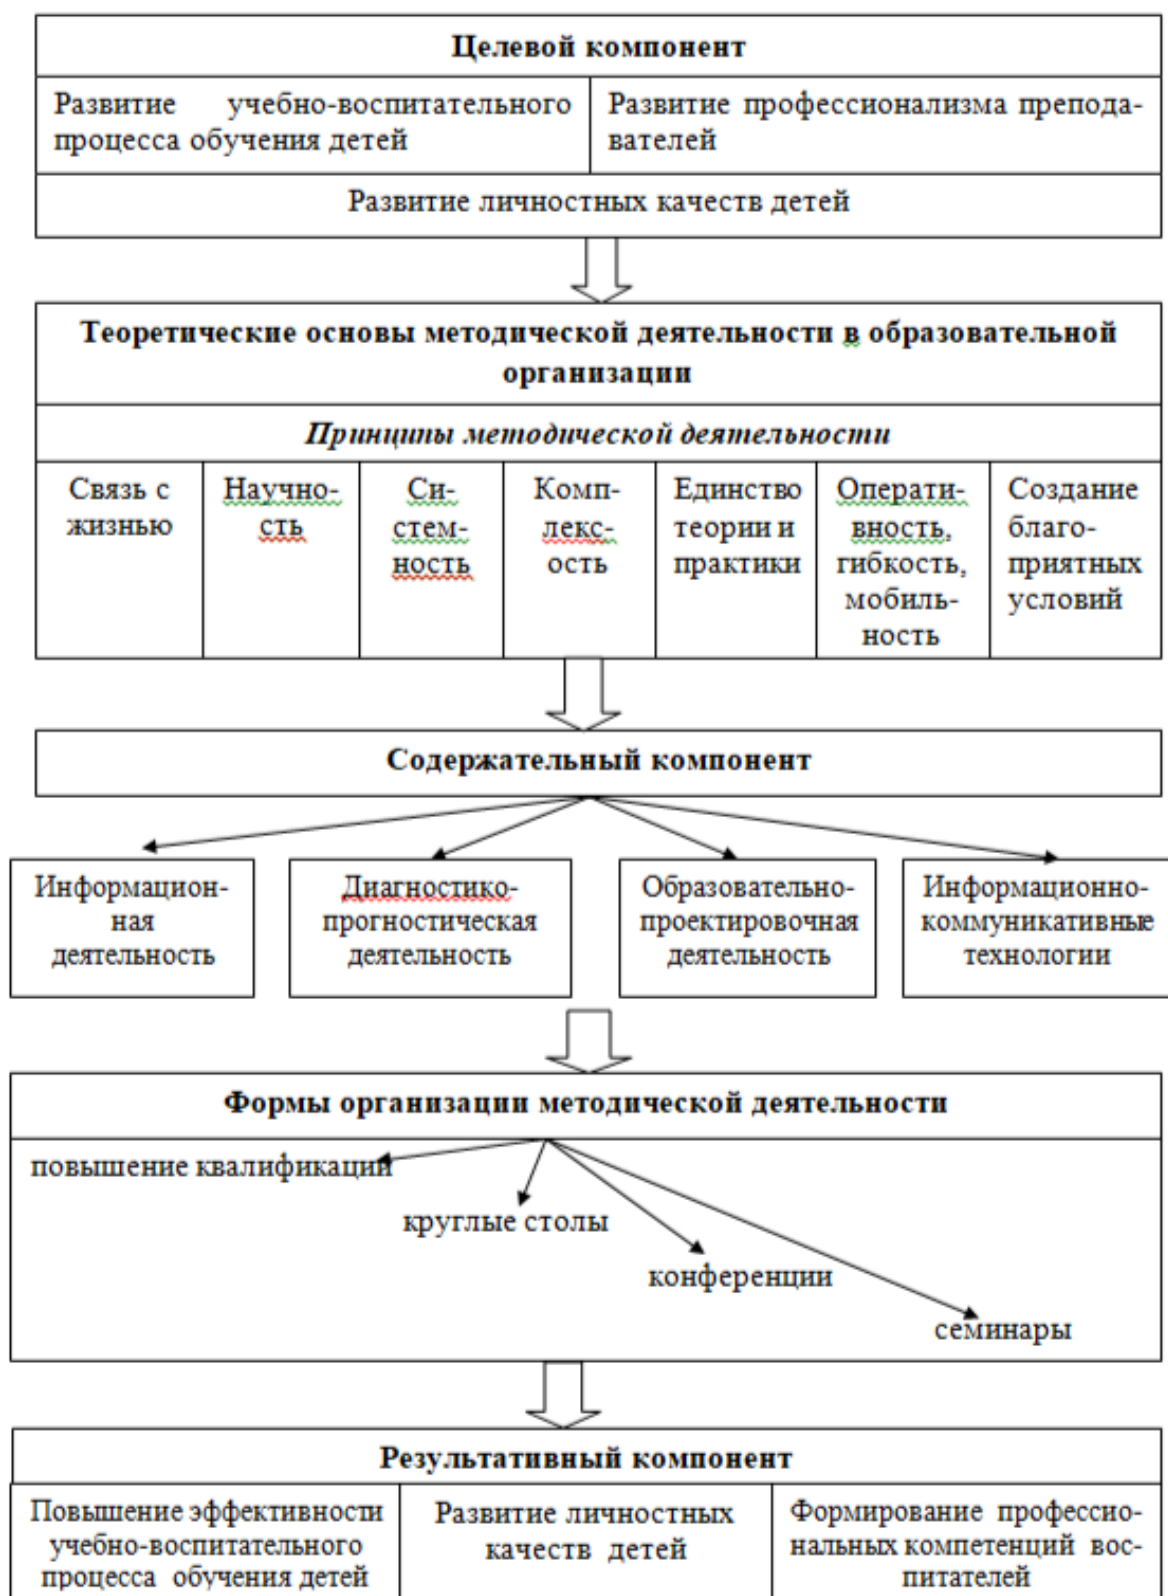 Целевой компонент
Развитие учебно-воспитательного
процесса обучения детей
Развитие профессионализма препода-
вателей
Развитие личностных качеств детей
Теоретические основы методической деятельности в образовательной
организации
Принципы методической деятельности
Связь с
жизнью
Научно-
сть
Си-
стем-
ность
Комп-
лекс-
ость
Единство
теории и
практики
Операти-
вность,
гибкость,
мобиль-
ность
Создание
благо-
приятных
условий
Содержательный компонент
Информацион-
ная
деятельность
Диагностико-
прогностическая
деятельность
Образовательно-
проектировочная
деятельность
Информационно-
коммуникативные
технологии
Формы организации методической деятельности
повышение квалификации
круглые столы
конференции
семинары
Результативный компонент
Повышение эффективности
учебно-воспитательного
процесса обучения детей
Развитие личностных
качеств детей
Формирование профессио-
нальных компетенций вос-
питателей